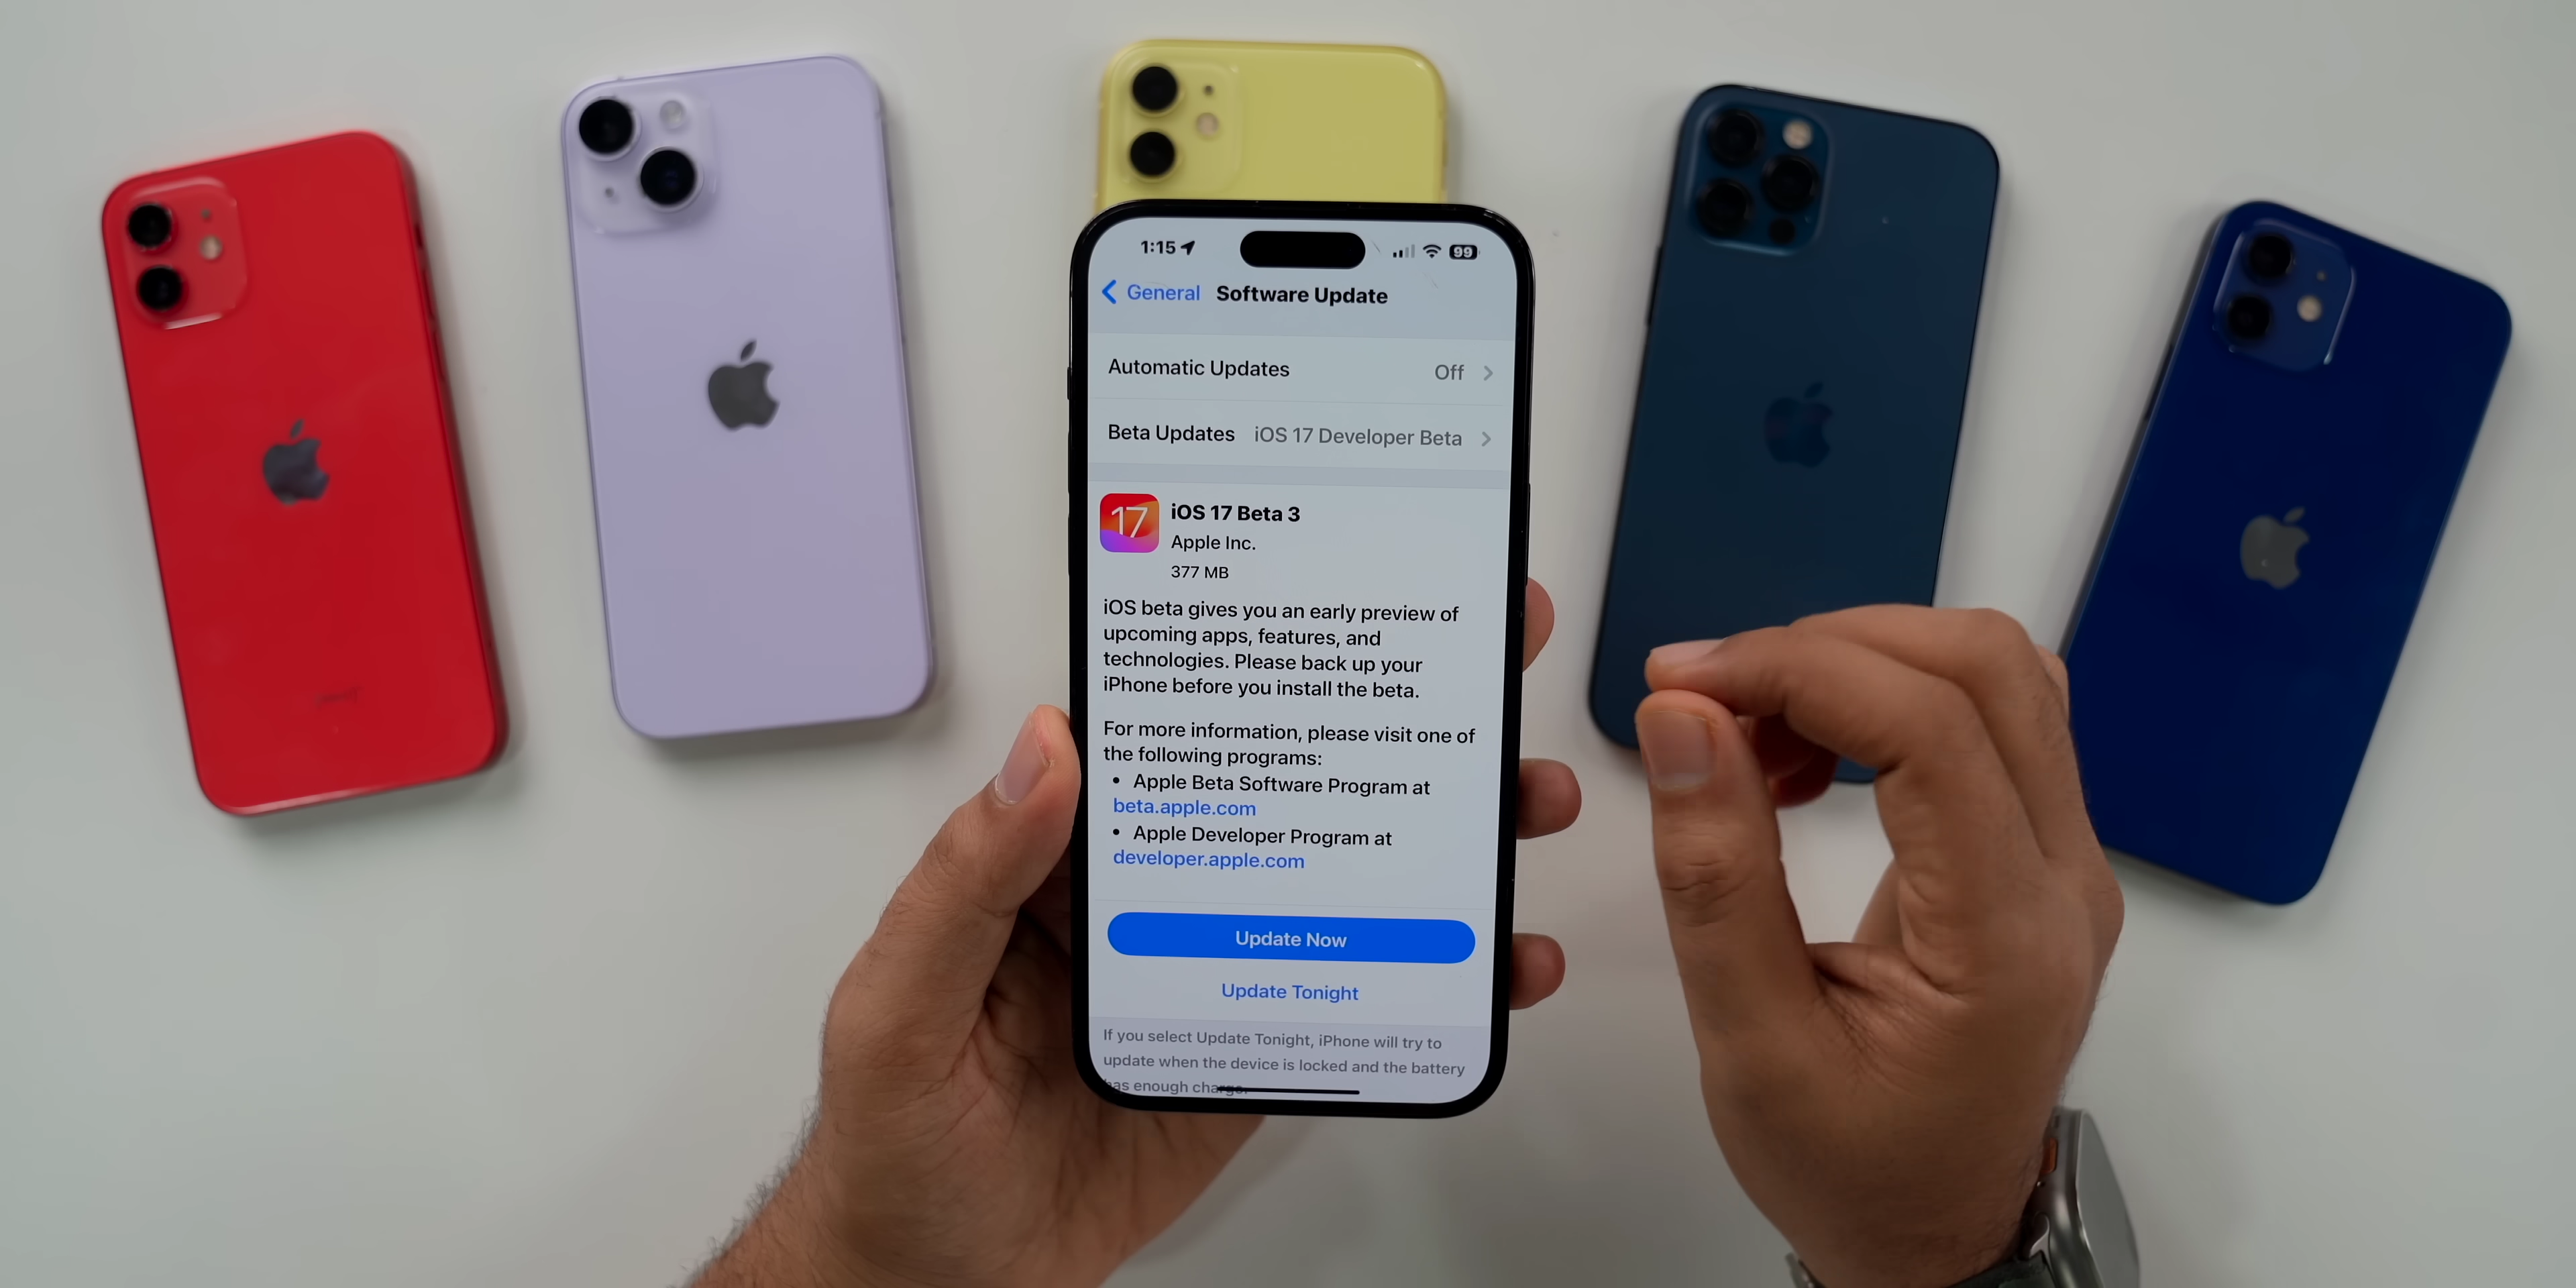 1:15
99
General Software Update
Automatic Updates Off
Beta Updates iOS 17 Developer Beta
17
iOS 17 Beta 3
Apple Inc.
377 MB
iOS beta gives you an early preview of
upcoming apps, features, and
technologies. Please back up your
iPhone before you install the beta.
For more information, please visit one of
the following programs:
• Apple Beta Software Program at
beta.apple.com
• Apple Developer Program at
developer.apple.com
Update Now
Update Tonight
If you select Update Tonight, iPhone will try to
update when the device is locked and the battery
has enough charge.